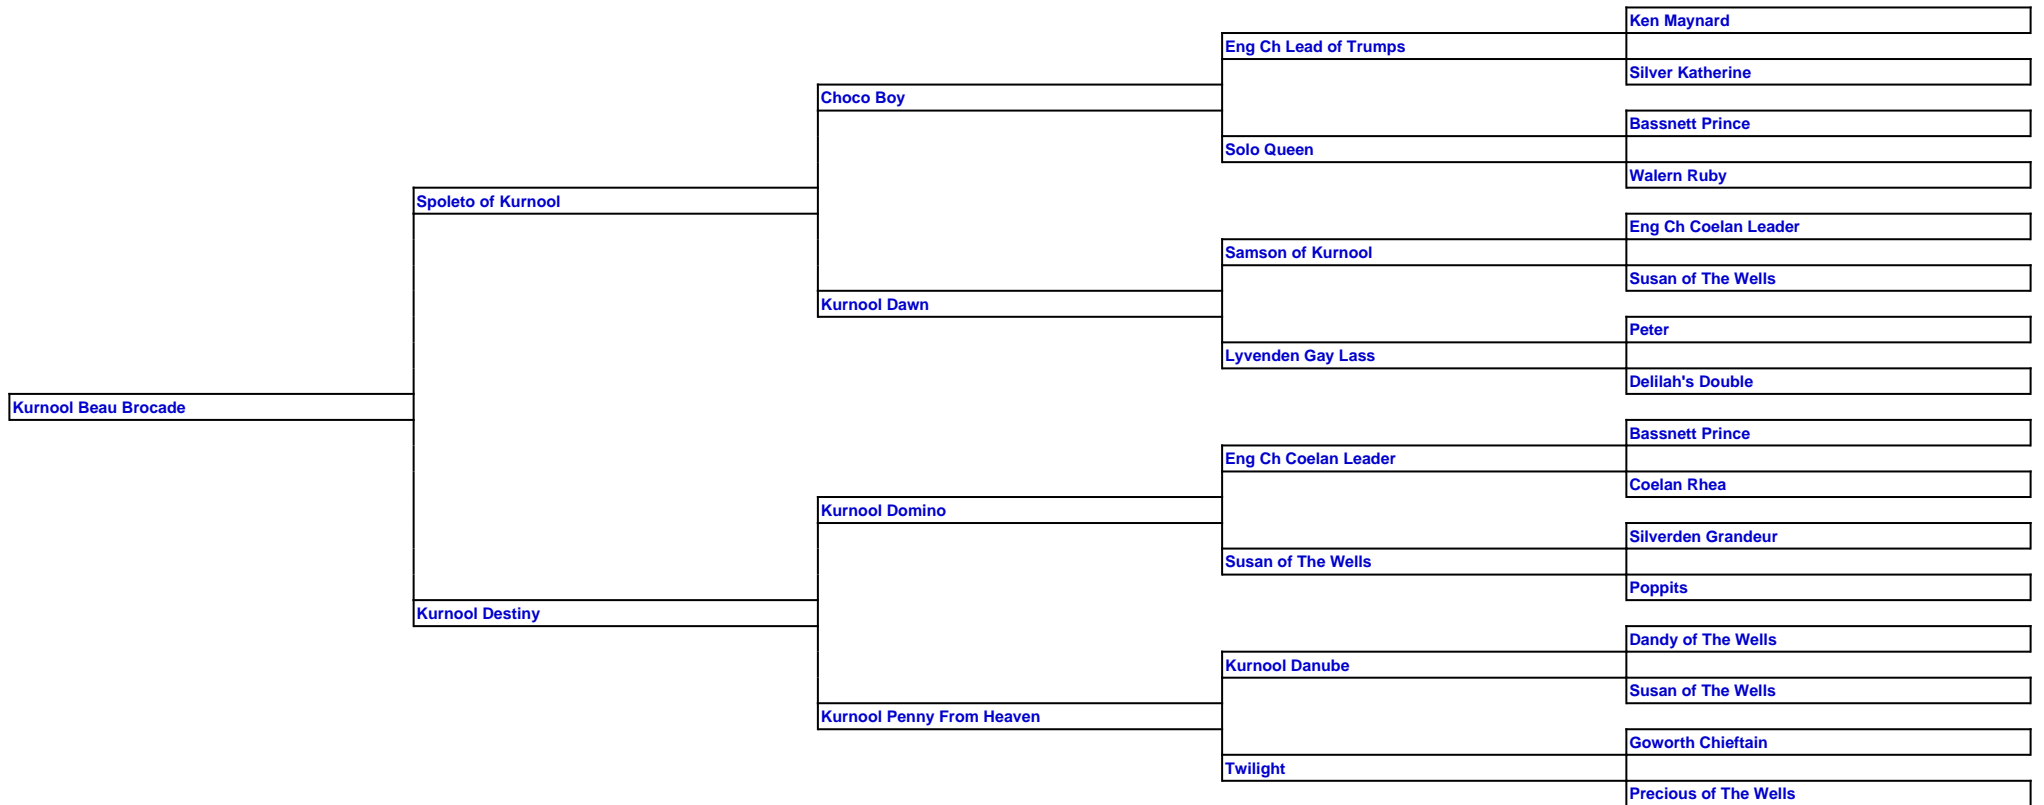 Ken Maynard
Eng Ch Lead of Trumps
Silver Katherine
Choco Boy
Bassnett Prince
Solo Queen
Walern Ruby
Spoleto of Kurnool
Eng Ch Coelan Leader
Samson of Kurnool
Susan of The Wells
Kurnool Dawn
Peter
Lyvenden Gay Lass
Delilah's Double
Kurnool Beau Brocade
Bassnett Prince
Eng Ch Coelan Leader
Coelan Rhea
Kurnool Domino
Silverden Grandeur
Susan of The Wells
Poppits
Kurnool Destiny
Dandy of The Wells
Kurnool Danube
Susan of The Wells
Kurnool Penny From Heaven
Goworth Chieftain
Twilight
Precious of The Wells